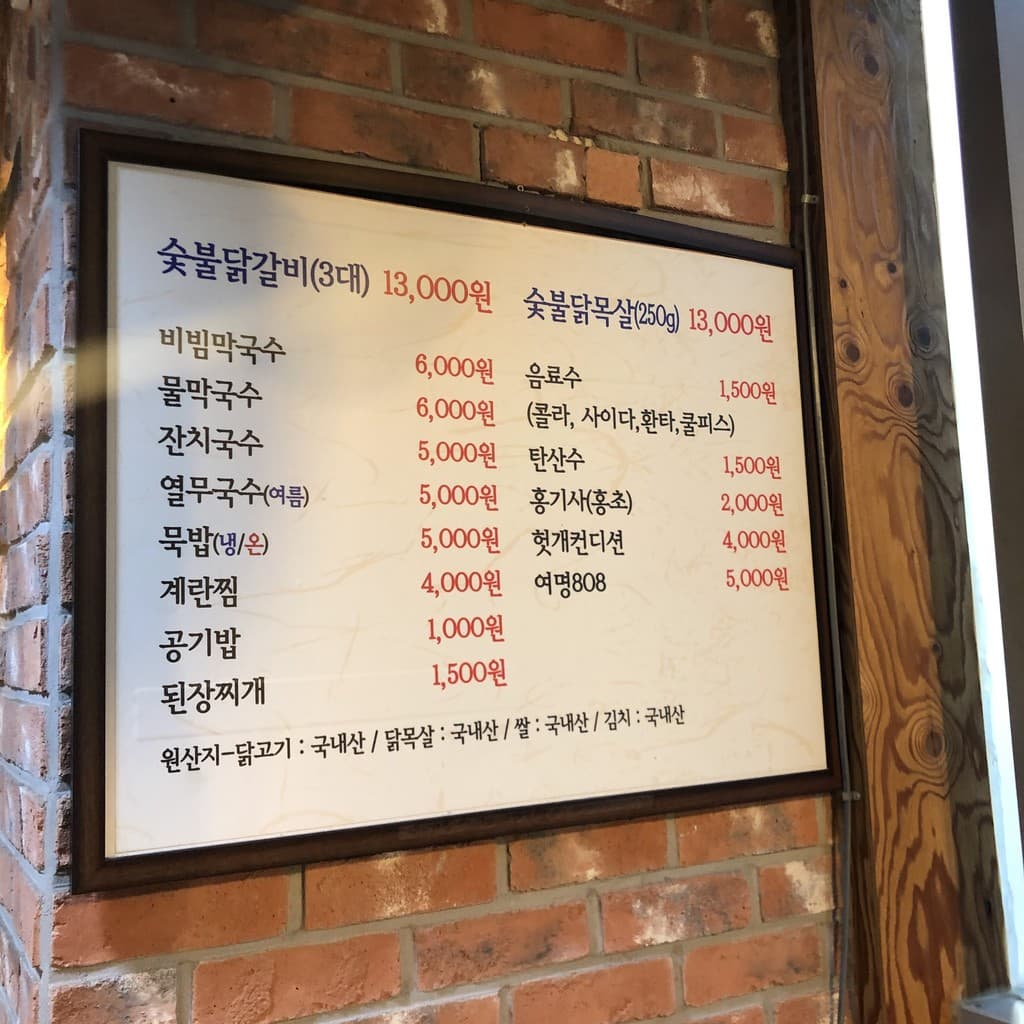 숯불닭갈비(3대) 13,000원
비빔막국수 6,000원
물막국수 6,000원
잔치국수 5,000원
열무국수(여름) 5,000원
묵밥(냉/온) 5,000원
계란찜 4,000원
공기밥 1,000원
된장찌개 1,500원
숯불닭목살(250g) 13,000원
음료수 1,500원
(콜라, 사이다,환타,쿨피스)
탄산수 1,500원
홍기사(홍초) 2,000원
헛개컨디션 4,000원
여명808 5,000원
원산지-닭고기 : 국내산 / 닭목살 : 국내산 / 쌀 : 국내산 / 김치 : 국내산